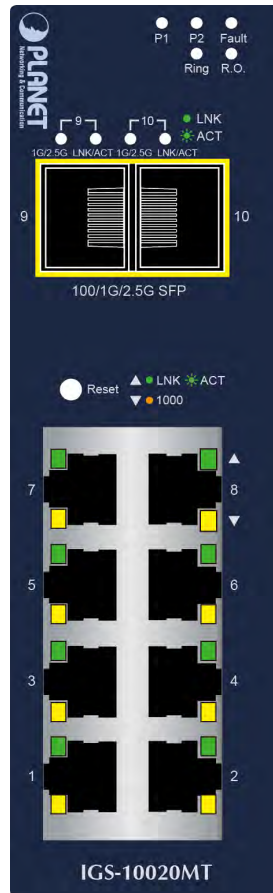 P1 P2 Fault
Ring R.O.
PLANET
Networking & Communication
9 10 LNK
ACT
1G/2.5G LNK/ACT 1G/2.5G LNK/ACT
9 10
100/1G/2.5G SFP
Reset LNK ACT
1000
7 8
5 6
3 4
1 2
IGS-10020MT